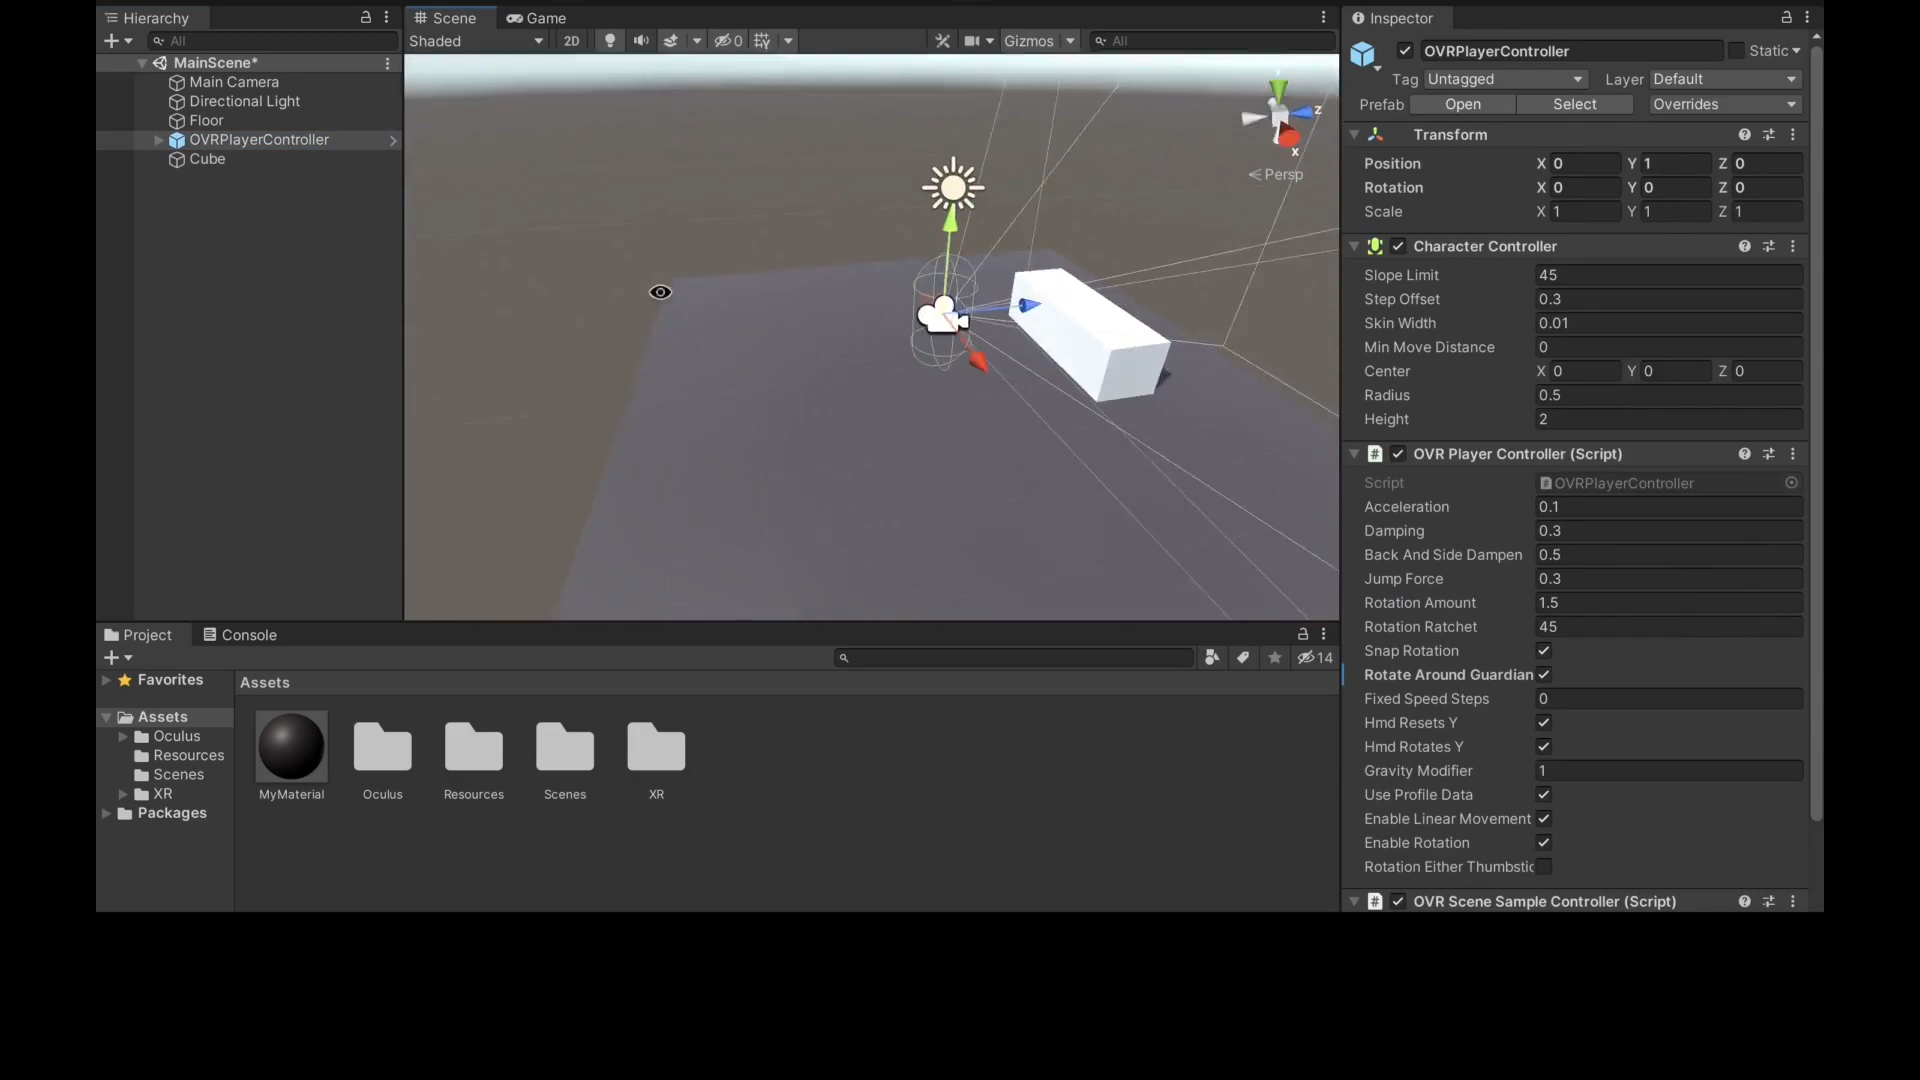 Hierarchy
All
MainScene*
Main Camera
Directional Light
Floor
OVRPlayerController
Cube
Scene
Game
Shaded
2D
0
Gizmos
All
z
x
Persp
Inspector
OVRPlayerController
Static
Tag Untagged
Layer Default
Prefab Open Select Overrides
Transform
Position X 0 Y 1 Z 0
Rotation X 0 Y 0 Z 0
Scale X 1 Y 1 Z 1
Character Controller
Slope Limit 45
Step Offset 0.3
Skin Width 0.01
Min Move Distance 0
Center X 0 Y 0 Z 0
Radius 0.5
Height 2
OVR Player Controller (Script)
Script OVRPlayerController
Acceleration 0.1
Damping 0.3
Back And Side Dampen 0.5
Jump Force 0.3
Rotation Amount 1.5
Rotation Ratchet 45
Snap Rotation
Rotate Around Guardian
Fixed Speed Steps 0
Hmd Resets Y
Hmd Rotates Y
Gravity Modifier 1
Use Profile Data
Enable Linear Movement
Enable Rotation
Rotation Either Thumbstic
OVR Scene Sample Controller (Script)
Project
Console
14
Favorites
Assets
Oculus
Resources
Scenes
XR
Packages
Assets
MyMaterial
Oculus
Resources
Scenes
XR